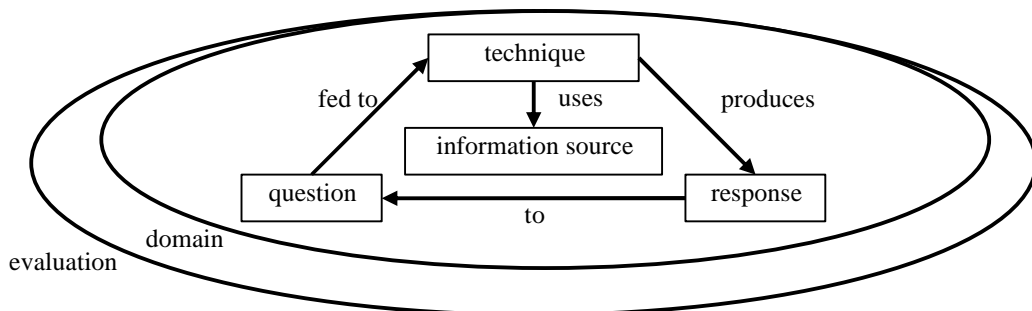 technique
fed to
uses
produces
information source
question
response
to
domain
evaluation